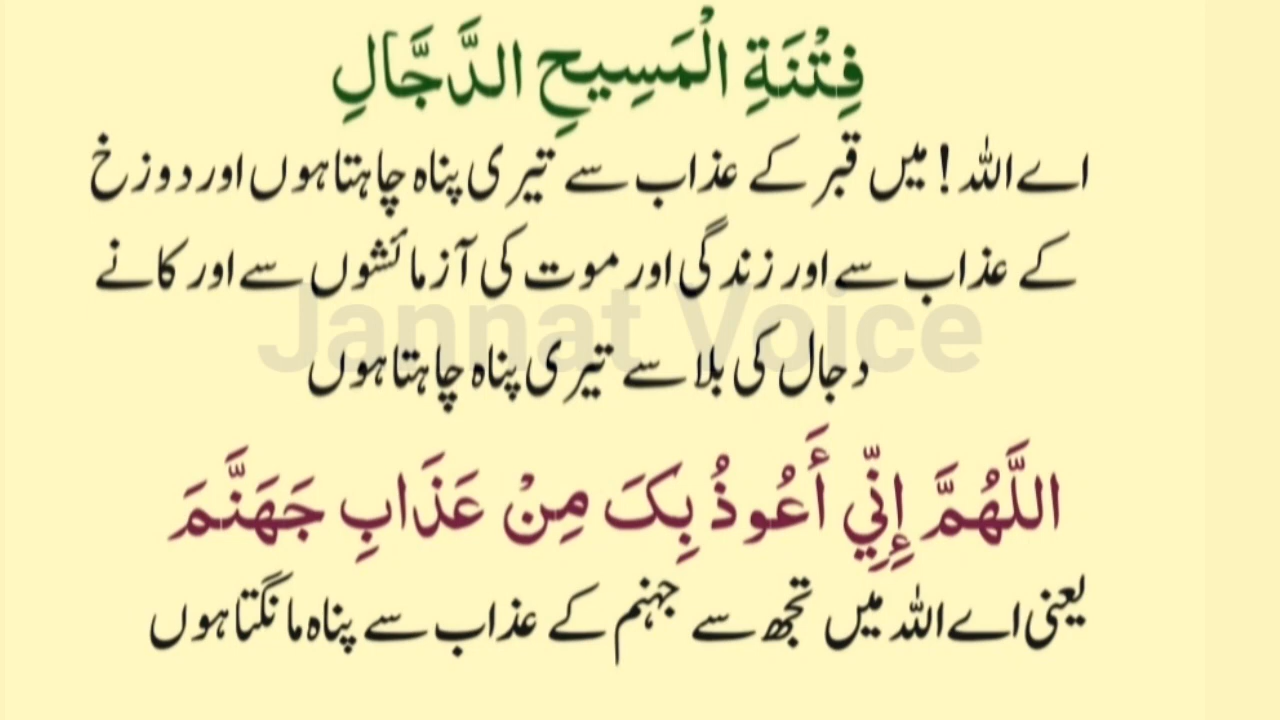 فِتْنَةِ الْمَسِيحِ الدَّجَّالِ
اے اللہ! میں قبر کے عذاب سے تیری پناہ چاہتا ہوں اور دوزخ
کے عذاب سے اور زندگی اور موت کی آزمائشوں سے اور کانے
Jannat Voice
دجال کی بلا سے تیری پناہ چاہتا ہوں
اللَّهُمَّ إِنِّي أَعُوذُ بِکَ مِنْ عَذَابِ جَهَنَّمَ
یعنی اے اللہ میں تجھ سے جہنم کے عذاب سے پناہ مانگتا ہوں